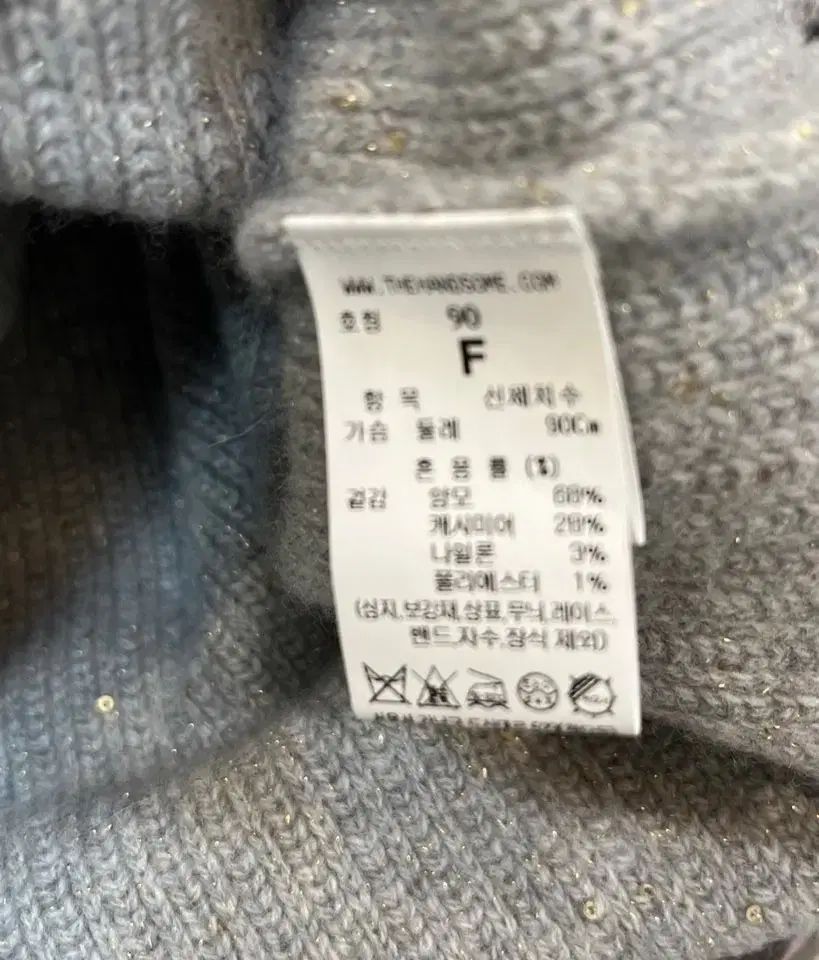 WWW.THEHANDSOME.COM
호칭 90
F
항 목 신체치수
가슴 둘레 90Cm
혼 용 률 (%)
겉감 양모 68%
캐시미어 28%
나일론 3%
폴리에스터 1%
(심지,보강재,상표,무늬,레이스
밴드,자수,장식 제외)